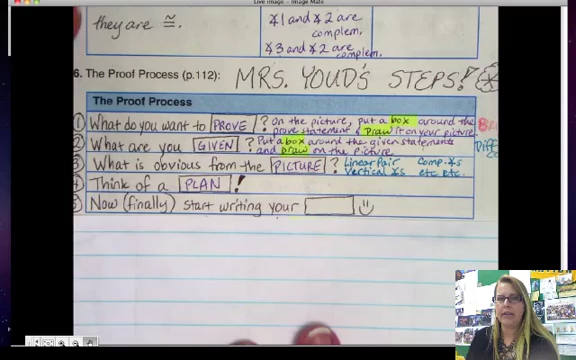 Live image - Image Mate
they are ≅.
∡1 and ∡2 are
complem.
∡3 and ∡2 are
complem.
6. The Proof Process (p.112): MRS. YOUD'S STEPS!
The Proof Process
① What do you want to PROVE? On the picture, put a box around the
prove statement & Draw it on your picture
② What are you GIVEN? Put a box around the given statements
and draw on the picture.
③ What is obvious from the PICTURE? Linear Pair Comp. ∡s
Vertical ∡s etc etc.
④ Think of a PLAN!
⑤ Now (finally) start writing your